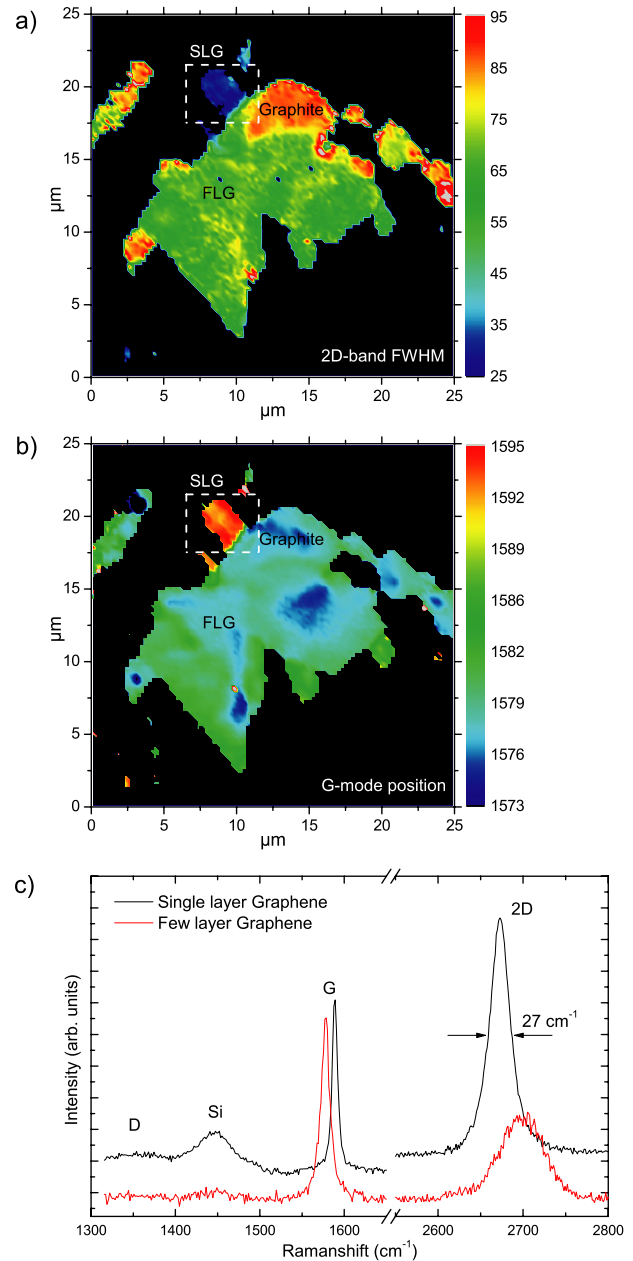 a)
95
SLG
85
Graphite
75
65
FLG
55
45
35
2D-band FWHM
25
25
20
15
10
5
0
µm
0 5 10 15 20 25
µm
b)
1595
SLG
1592
Graphite
1589
1586
FLG
1582
1579
1576
G-mode position
1573
25
20
15
10
5
0
µm
0 5 10 15 20 25
µm
c)
Single layer Graphene
Few layer Graphene
2D
G
27 cm⁻¹
D
Si
Intensity (arb. units)
1300 1400 1500 1600 2600 2700 2800
Ramanshift (cm⁻¹)